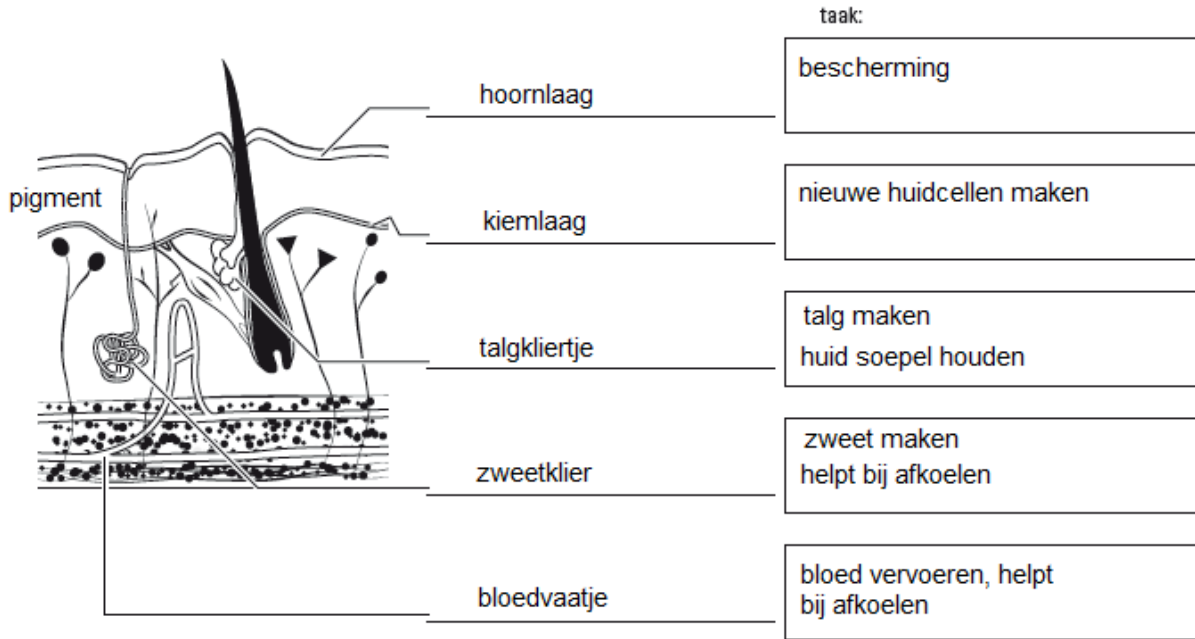 taak:
hoornlaag
bescherming
pigment
kiemlaag
nieuwe huidcellen maken
talgkliertje
talg maken
huid soepel houden
zweetklier
zweet maken
helpt bij afkoelen
bloedvaatje
bloed vervoeren, helpt
bij afkoelen